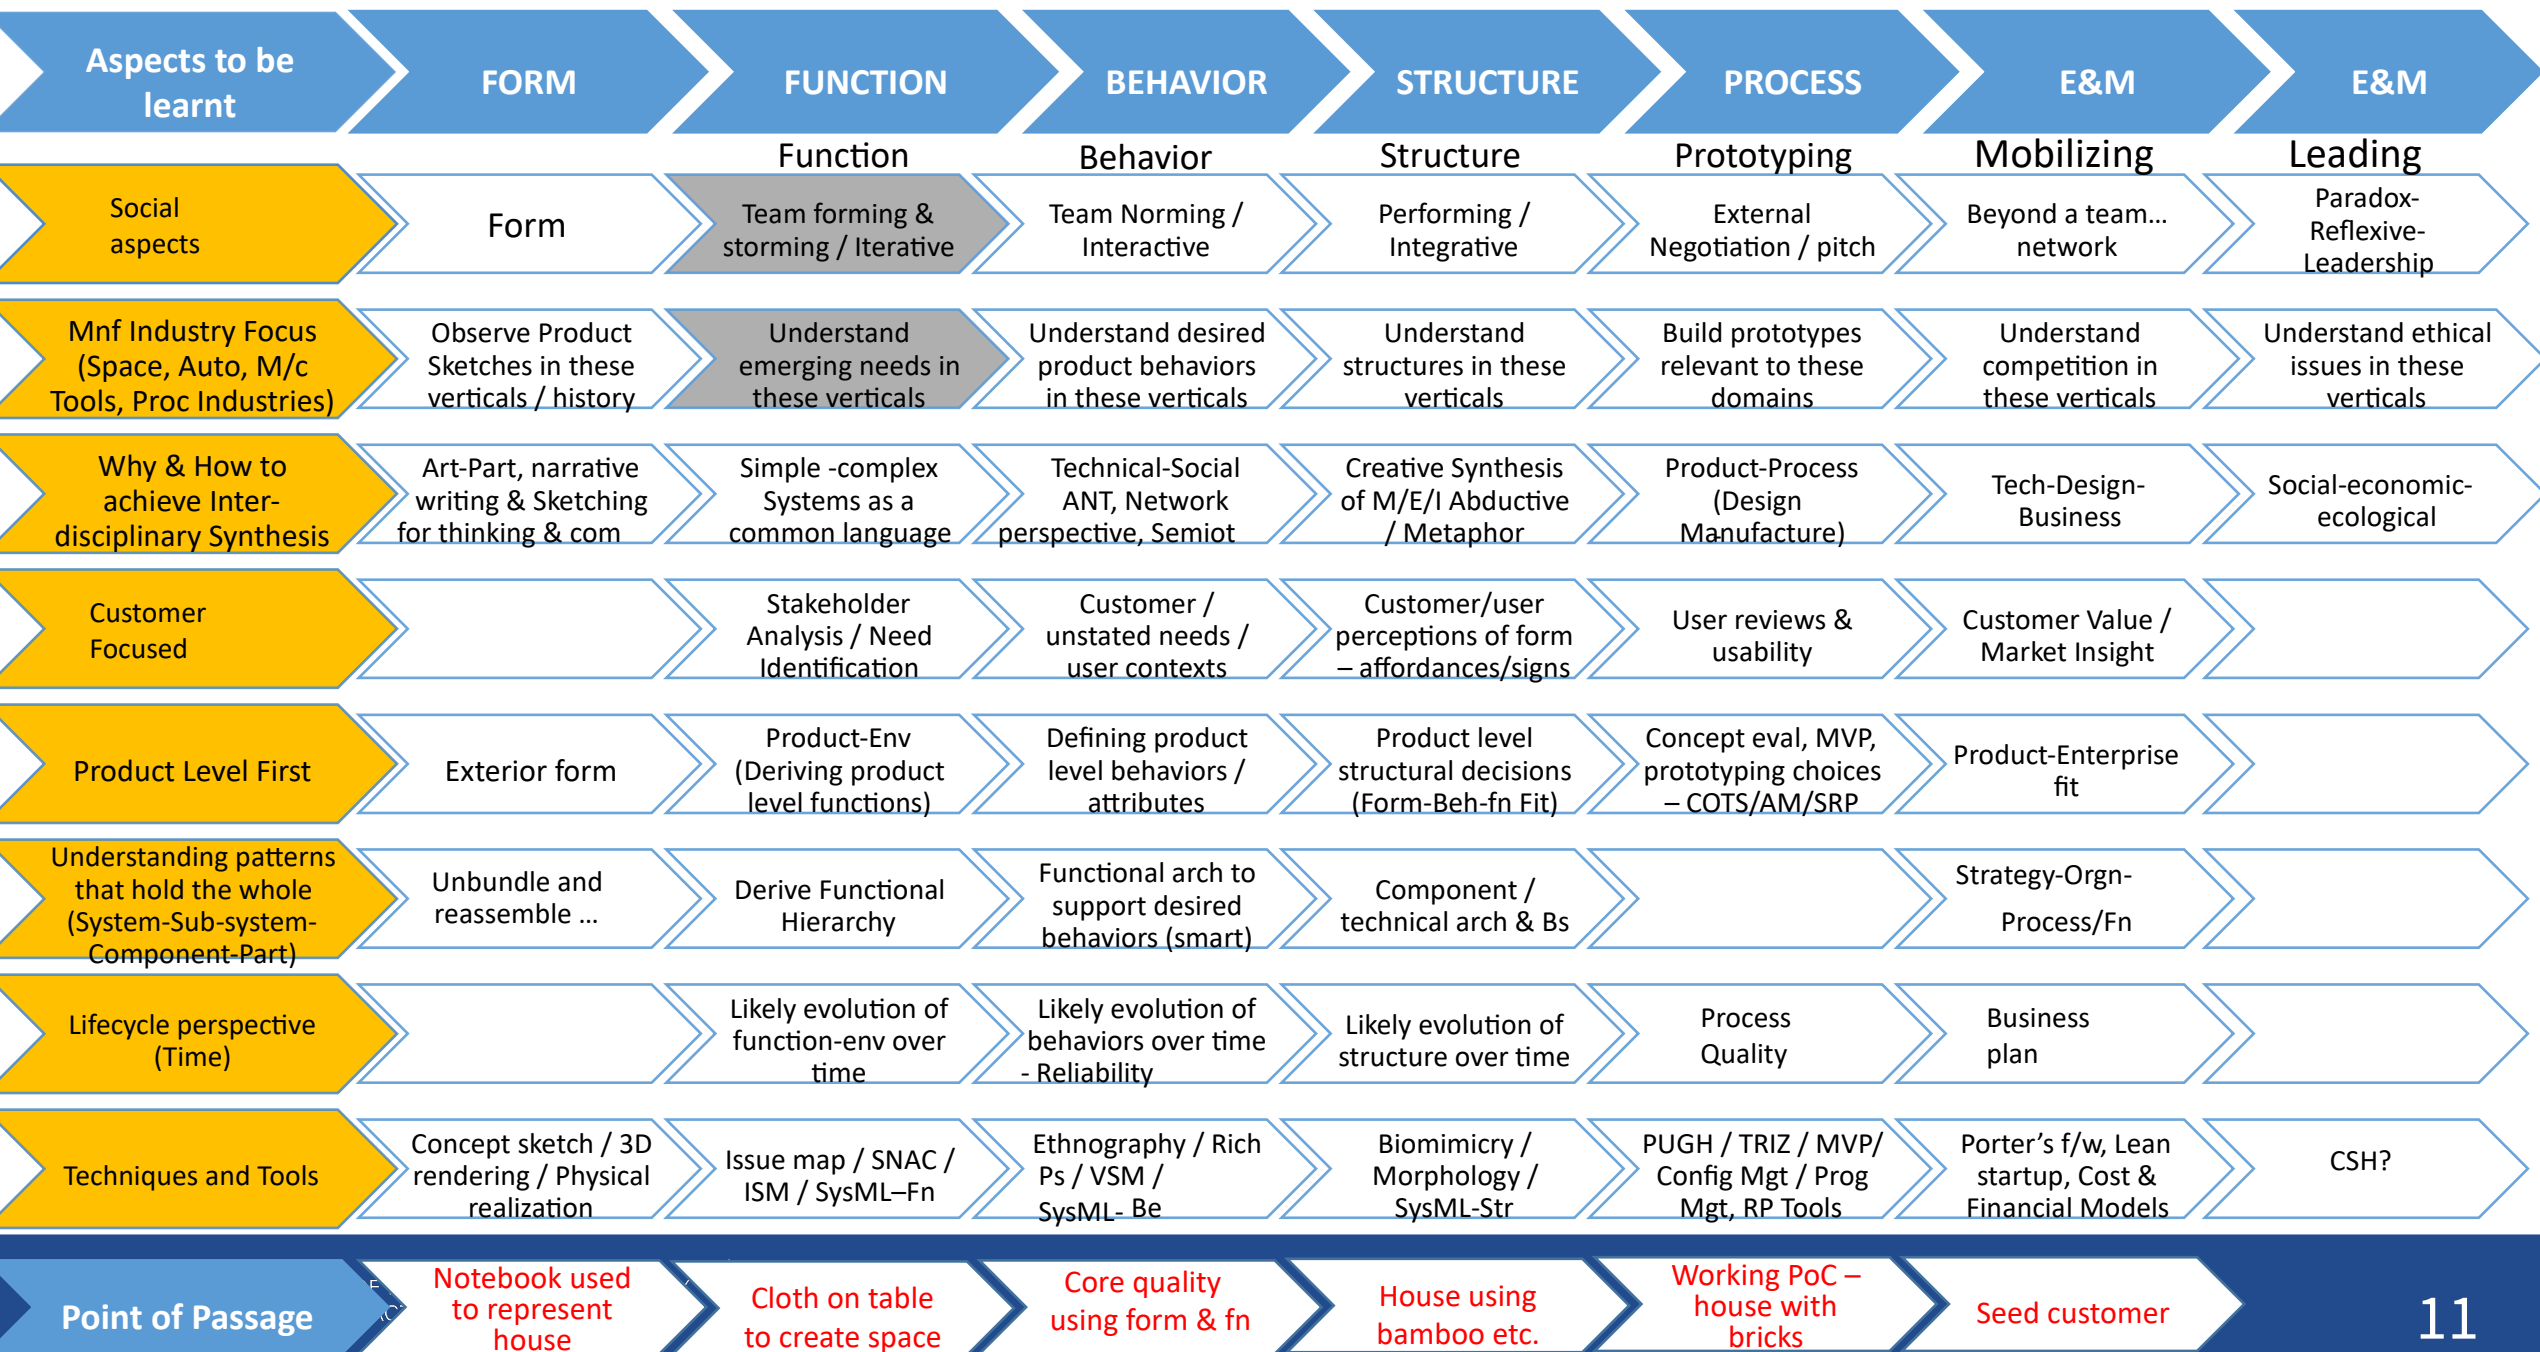 Aspects to be
learnt
FORM
FUNCTION
BEHAVIOR
STRUCTURE
PROCESS
E&M
E&M
Function
Behavior
Structure
Prototyping
Mobilizing
Leading
Social
aspects
Form
Team forming &
storming / Iterative
Team Norming /
Interactive
Performing /
Integrative
External
Negotiation / pitch
Beyond a team...
network
Paradox-
Reflexive-
Leadership
Mnf Industry Focus
(Space, Auto, M/c
Tools, Proc Industries)
Observe Product
Sketches in these
verticals / history
Understand
emerging needs in
these verticals
Understand desired
product behaviors
in these verticals
Understand
structures in these
verticals
Build prototypes
relevant to these
domains
Understand
competition in
these verticals
Understand ethical
issues in these
verticals
Why & How to
achieve Inter-
disciplinary Synthesis
Art-Part, narrative
writing & Sketching
for thinking & com
Simple -complex
Systems as a
common language
Technical-Social
ANT, Network
perspective, Semiot
Creative Synthesis
of M/E/I Abductive
/ Metaphor
Product-Process
(Design
Manufacture)
Tech-Design-
Business
Social-economic-
ecological
Customer
Focused
Stakeholder
Analysis / Need
Identification
Customer /
unstated needs /
user contexts
Customer/user
perceptions of form
– affordances/signs
User reviews &
usability
Customer Value /
Market Insight
Product Level First
Exterior form
Product-Env
(Deriving product
level functions)
Defining product
level behaviors /
attributes
Product level
structural decisions
(Form-Beh-fn Fit)
Concept eval, MVP,
prototyping choices
– COTS/AM/SRP
Product-Enterprise
fit
Understanding patterns
that hold the whole
(System-Sub-system-
Component-Part)
Unbundle and
reassemble ...
Derive Functional
Hierarchy
Functional arch to
support desired
behaviors (smart)
Component /
technical arch & Bs
Strategy-Orgn-
Process/Fn
Lifecycle perspective
(Time)
Likely evolution of
function-env over
time
Likely evolution of
behaviors over time
- Reliability
Likely evolution of
structure over time
Process
Quality
Business
plan
Techniques and Tools
Concept sketch / 3D
rendering / Physical
realization
Issue map / SNAC /
ISM / SysML–Fn
Ethnography / Rich
Ps / VSM /
SysML- Be
Biomimicry /
Morphology /
SysML-Str
PUGH / TRIZ / MVP/
Config Mgt / Prog
Mgt, RP Tools
Porter's f/w, Lean
startup, Cost &
Financial Models
CSH?
Point of Passage
Notebook used
to represent
house
Cloth on table
to create space
Core quality
using form & fn
House using
bamboo etc.
Working PoC –
house with
bricks
Seed customer
11